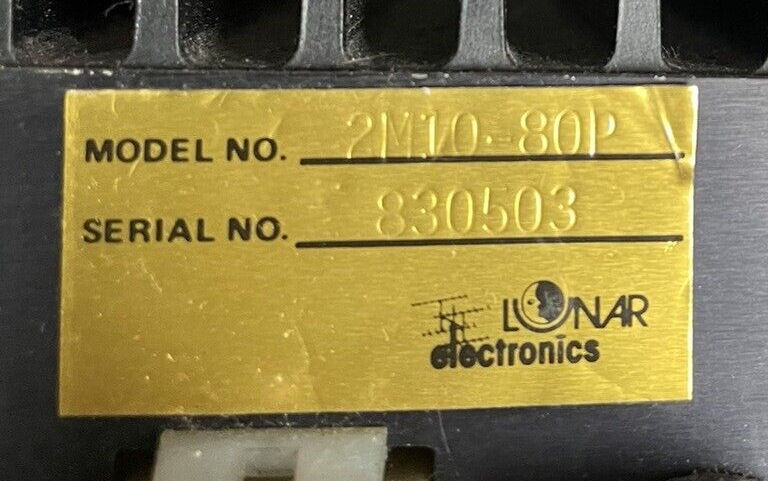 MODEL NO. 2M10-80P
SERIAL NO. 830503
LUNAR
electronics